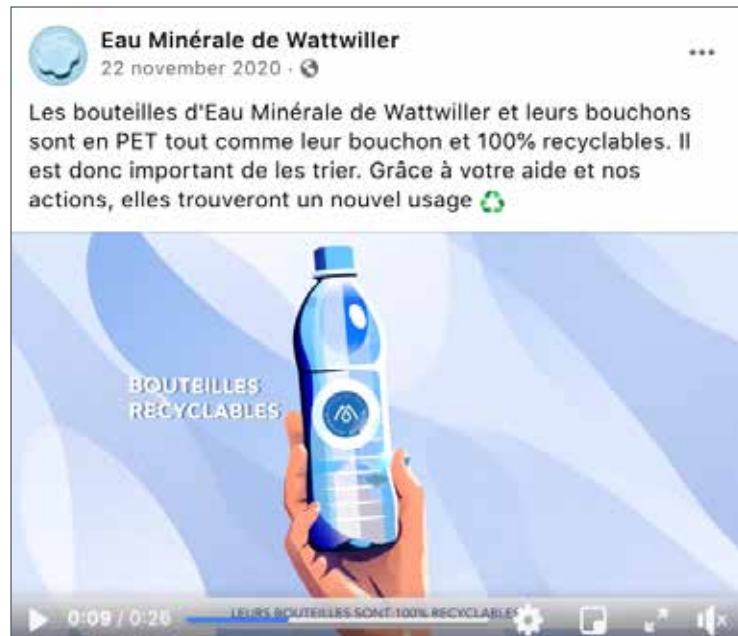 Eau Minérale de Wattwiller
22 november 2020 ·
Les bouteilles d'Eau Minérale de Wattwiller et leurs bouchons
sont en PET tout comme leur bouchon et 100% recyclables. Il
est donc important de les trier. Grâce à votre aide et nos
actions, elles trouveront un nouvel usage ♻️
BOUTEILLES
RECYCLABLES
0:09 / 0:26
LEURS BOUTEILLES SONT 100% RECYCLABLES